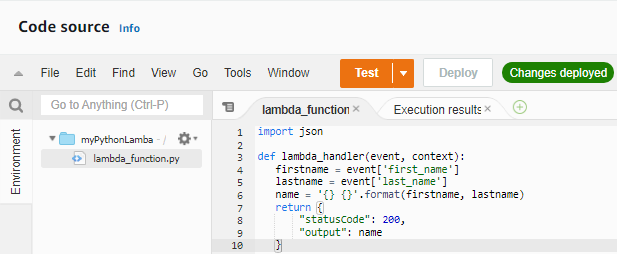 Code source Info
File Edit Find View Go Tools Window Test Deploy Changes deployed
Go to Anything (Ctrl-P)
lambda_function Execution results
Environment
myPythonLamba - /
lambda_function.py
1 import json
2
3 def lambda_handler(event, context):
4 firstname = event['first_name']
5 lastname = event['last_name']
6 name = '{} {}'.format(firstname, lastname)
7 return {
8 "statusCode": 200,
9 "output": name
10 }